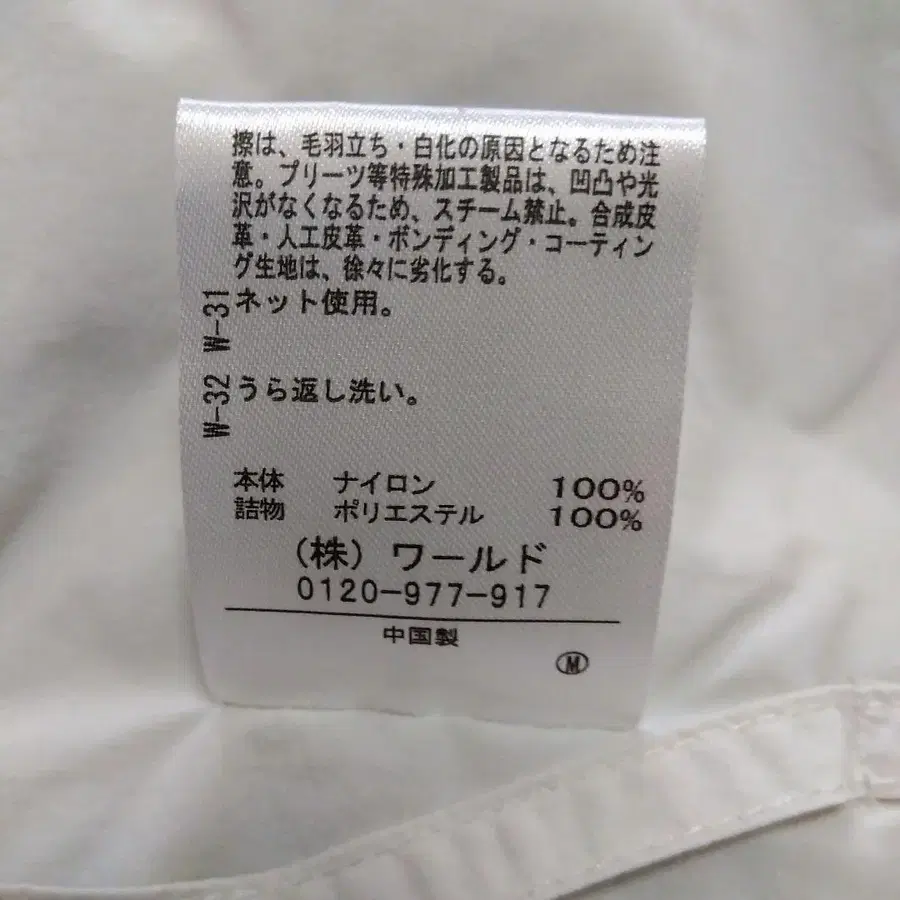 擦は、毛羽立ち・白化の原因となるため注
意。プリーツ等特殊加工製品は、凹凸や光
沢がなくなるため、スチーム禁止。合成皮
革・人工皮革・ボンディング・コーティン
グ生地は、徐々に劣化する。
W-31 ネット使用。
W-32 うら返し洗い。
本体 ナイロン 100%
詰物 ポリエステル 100%
(株) ワールド
0120-977-917
中国製
Ⓜ